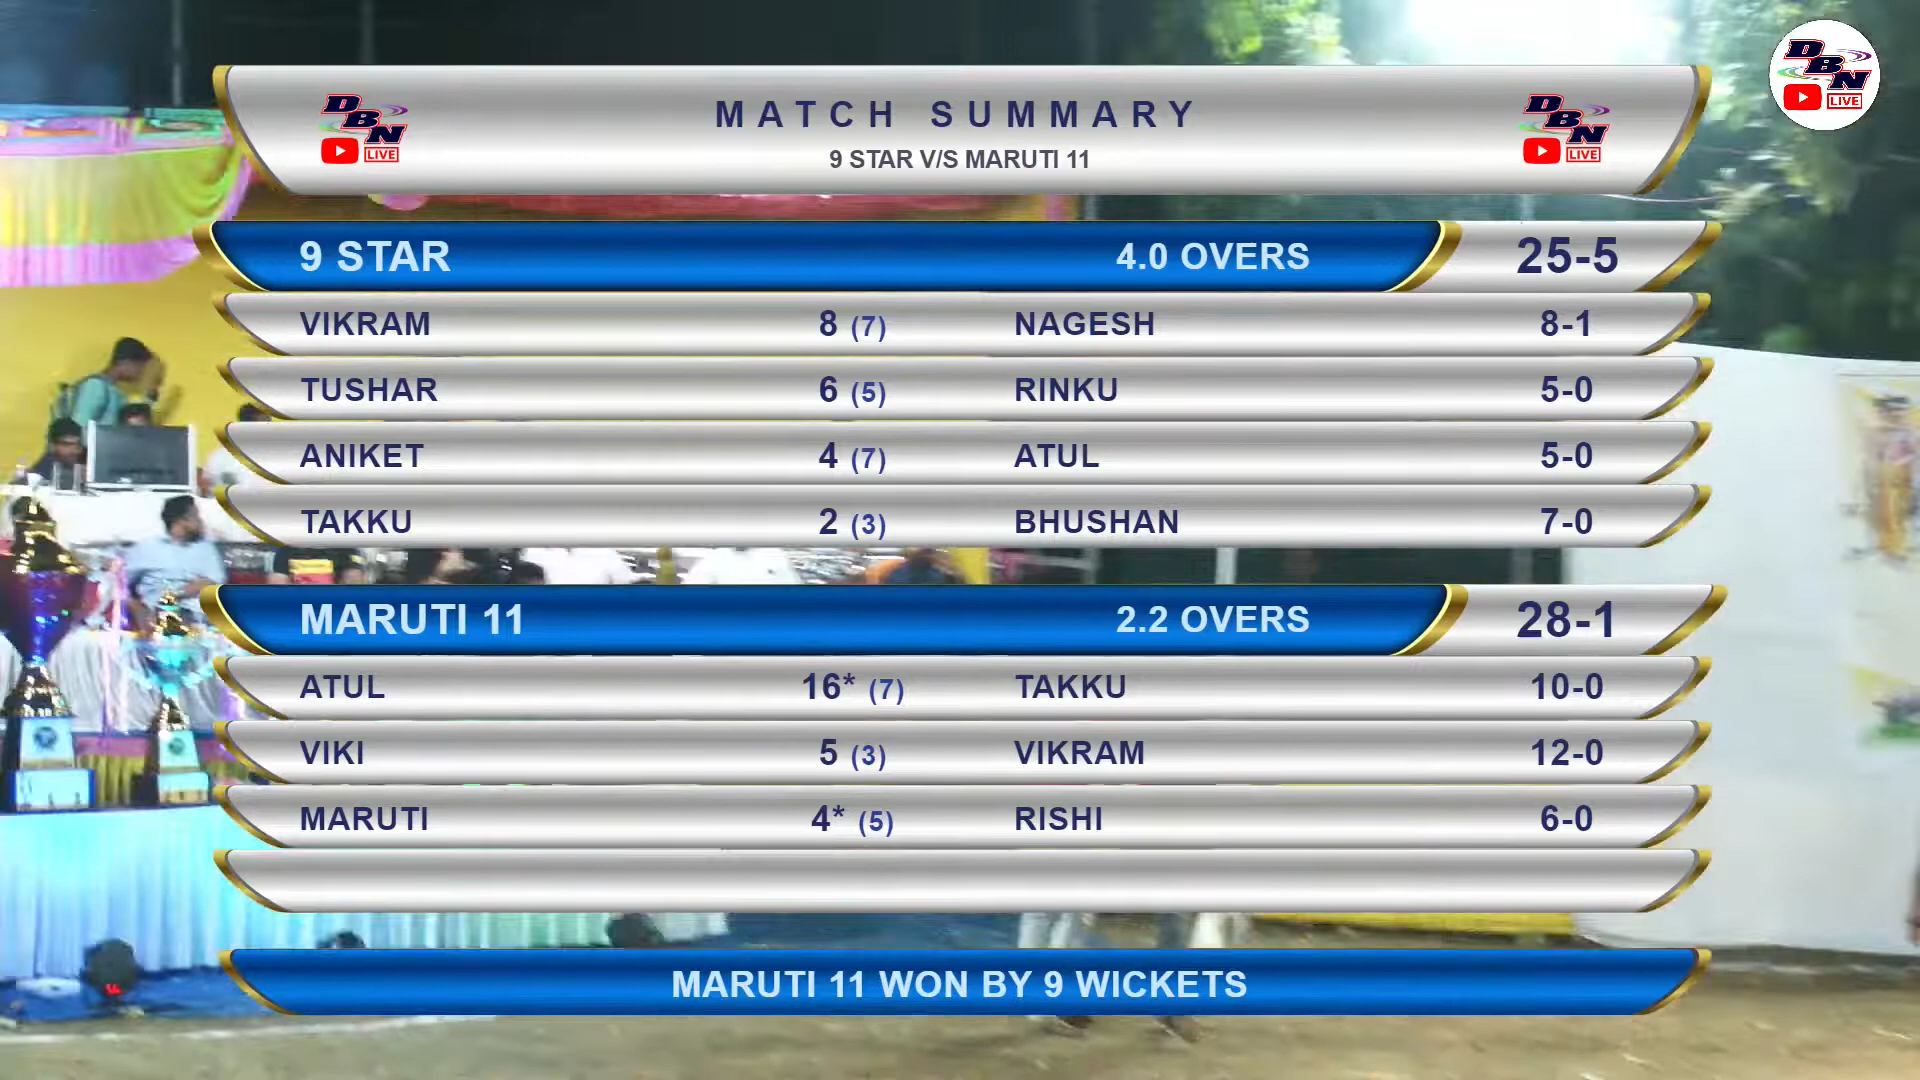 DBN
LIVE
MATCH SUMMARY
9 STAR V/S MARUTI 11
DBN
LIVE
DBN
LIVE
9 STAR 4.0 OVERS 25-5
VIKRAM 8 (7) NAGESH 8-1
TUSHAR 6 (5) RINKU 5-0
ANIKET 4 (7) ATUL 5-0
TAKKU 2 (3) BHUSHAN 7-0
MARUTI 11 2.2 OVERS 28-1
ATUL 16* (7) TAKKU 10-0
VIKI 5 (3) VIKRAM 12-0
MARUTI 4* (5) RISHI 6-0
MARUTI 11 WON BY 9 WICKETS